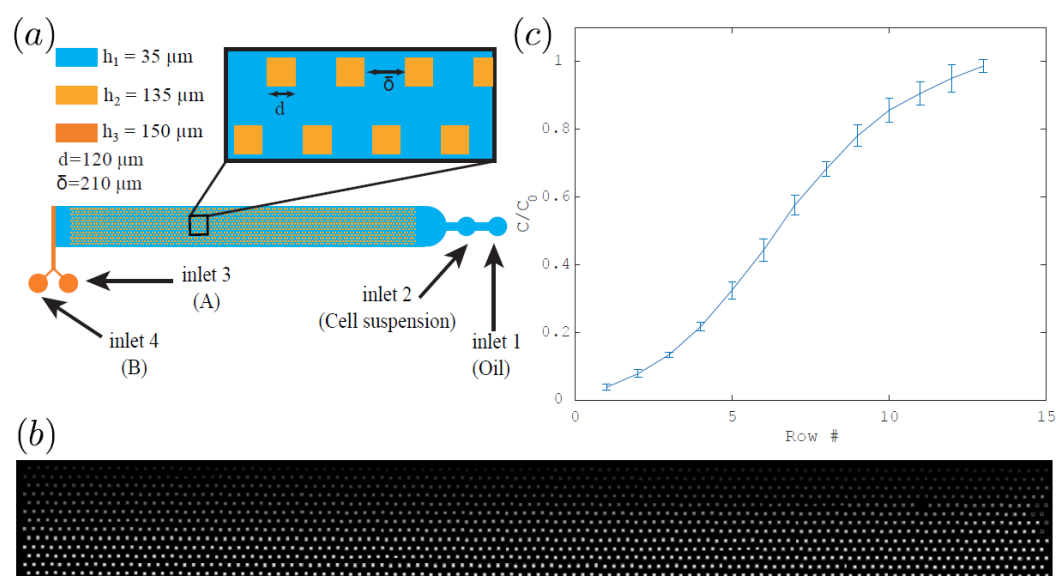 (a)
h₁ = 35 µm
h₂ = 135 µm
h₃ = 150 µm
d=120 µm
δ=210 µm
d
δ
inlet 3
(A)
inlet 4
(B)
inlet 2
(Cell suspension)
inlet 1
(Oil)
(c)
C/C₀
1
0.8
0.6
0.4
0.2
0
0
5
10
15
Row #
(b)